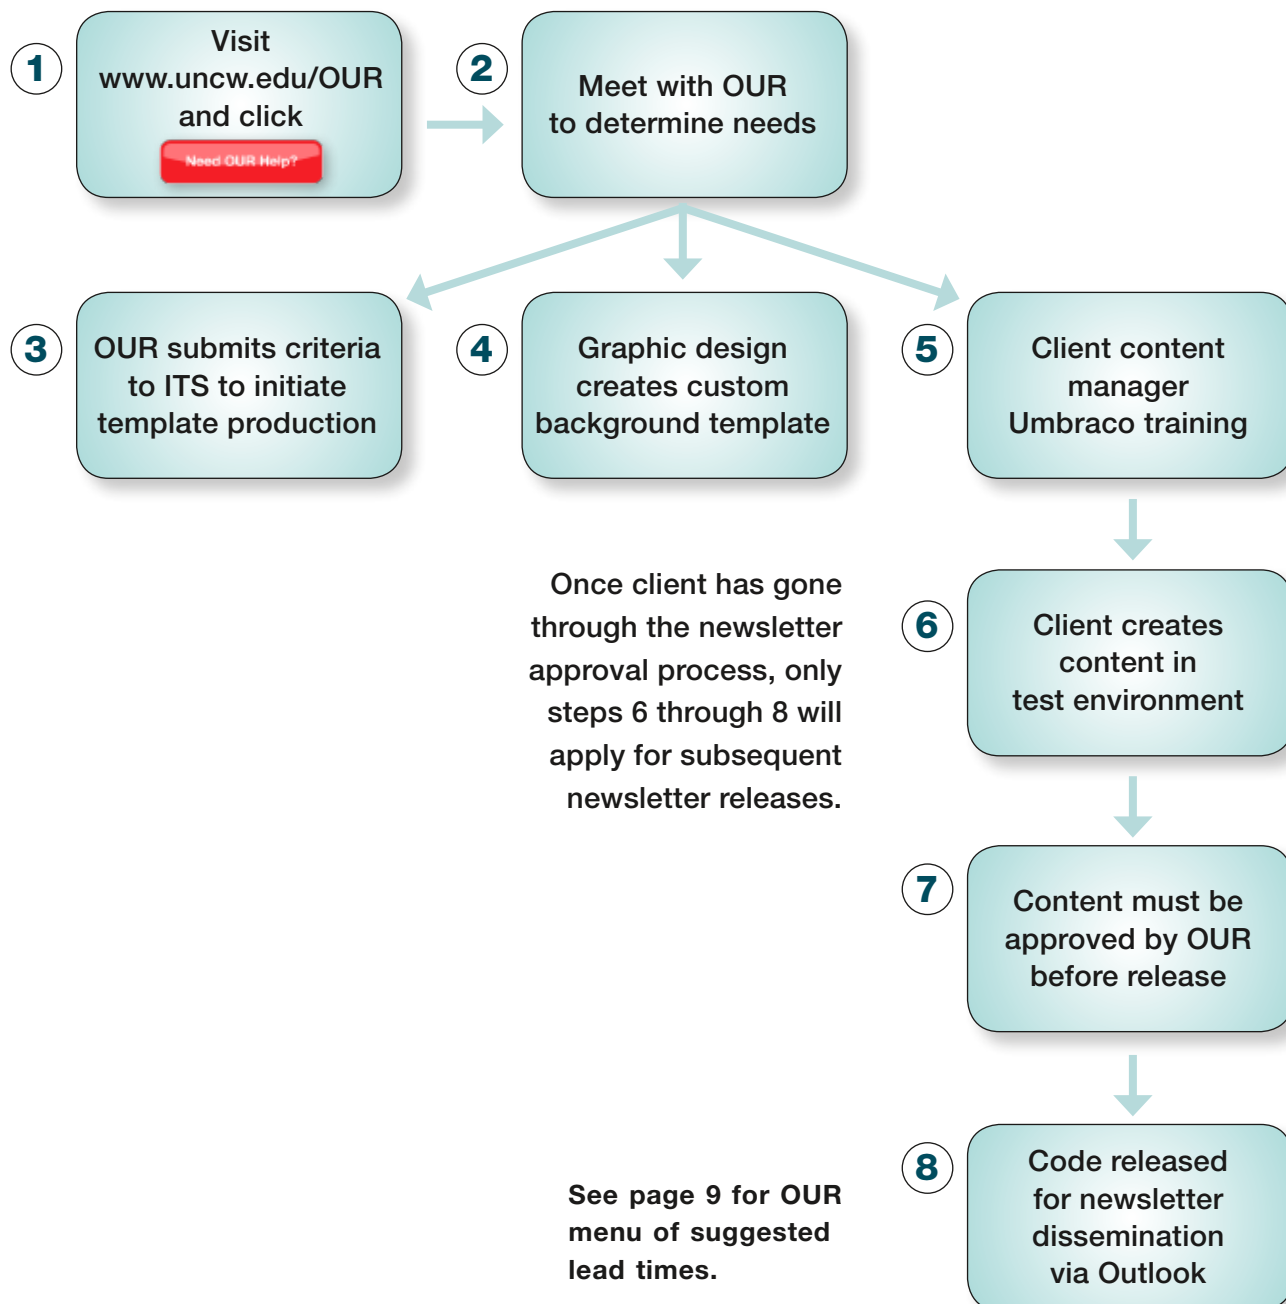 1
Visit
www.uncw.edu/OUR
and click
Need OUR Help?
2
Meet with OUR
to determine needs
3
OUR submits criteria
to ITS to initiate
template production
4
Graphic design
creates custom
background template
5
Client content
manager
Umbraco training
Once client has gone
through the newsletter
approval process, only
steps 6 through 8 will
apply for subsequent
newsletter releases.
6
Client creates
content in
test environment
7
Content must be
approved by OUR
before release
See page 9 for OUR
menu of suggested
lead times.
8
Code released
for newsletter
dissemination
via Outlook